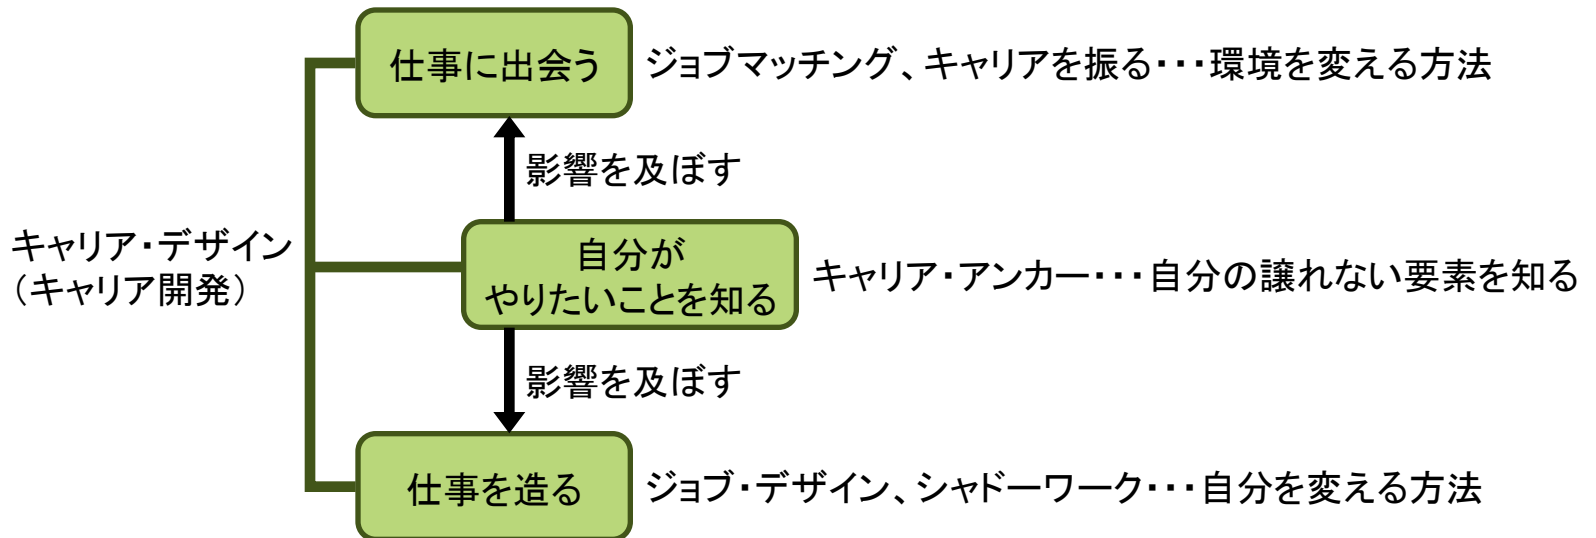 仕事に出会う
ジョブマッチング、キャリアを振る・・・環境を変える方法
影響を及ぼす
キャリア・デザイン
（キャリア開発）
自分が
やりたいことを知る
キャリア・アンカー・・・自分の譲れない要素を知る
影響を及ぼす
仕事を造る
ジョブ・デザイン、シャドーワーク・・・自分を変える方法